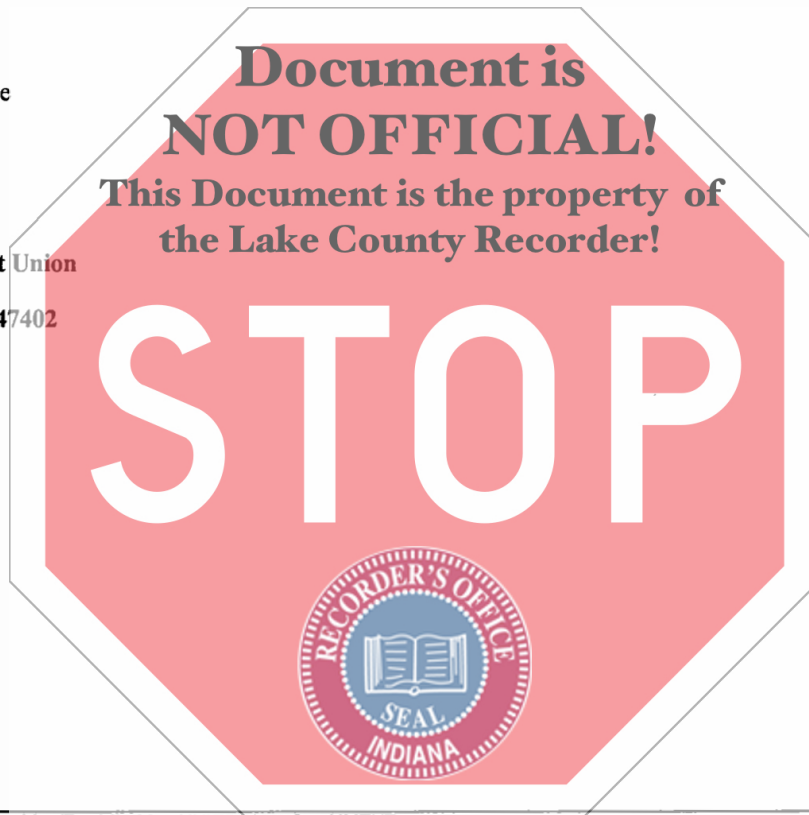 Document is
e
NOT OFFICIAL!
This Document is the property of
the Lake County Recorder!
t Union
47402
STOP
RECORDER'S OFFICE
SEAL
INDIANA